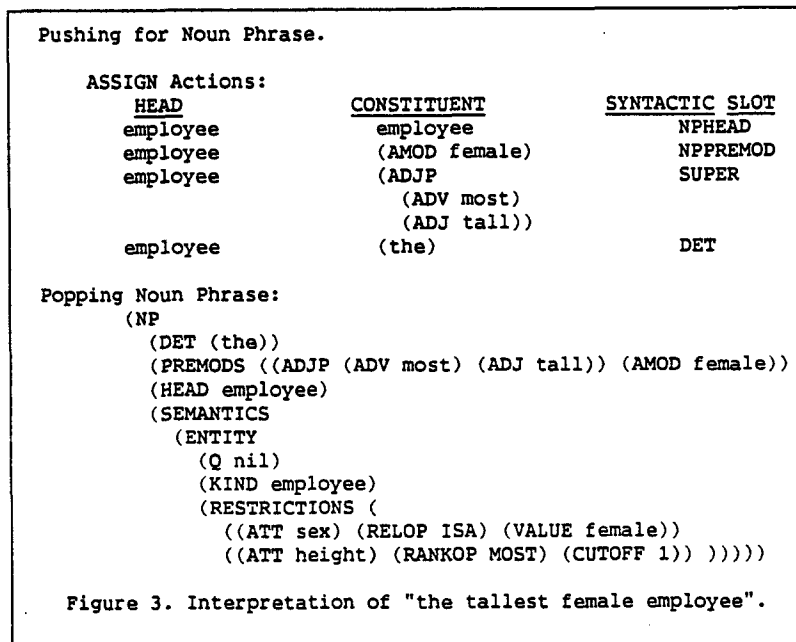 Pushing for Noun Phrase.
ASSIGN Actions:
HEAD CONSTITUENT SYNTACTIC SLOT
employee employee NPHEAD
employee (AMOD female) NPPREMOD
employee (ADJP SUPER
(ADV most)
(ADJ tall))
employee (the) DET
Popping Noun Phrase:
(NP
(DET (the))
(PREMODS ((ADJP (ADV most) (ADJ tall)) (AMOD female))
(HEAD employee)
(SEMANTICS
(ENTITY
(Q nil)
(KIND employee)
(RESTRICTIONS (
((ATT sex) (RELOP ISA) (VALUE female))
((ATT height) (RANKOP MOST) (CUTOFF 1)) )))))
Figure 3. Interpretation of "the tallest female employee".